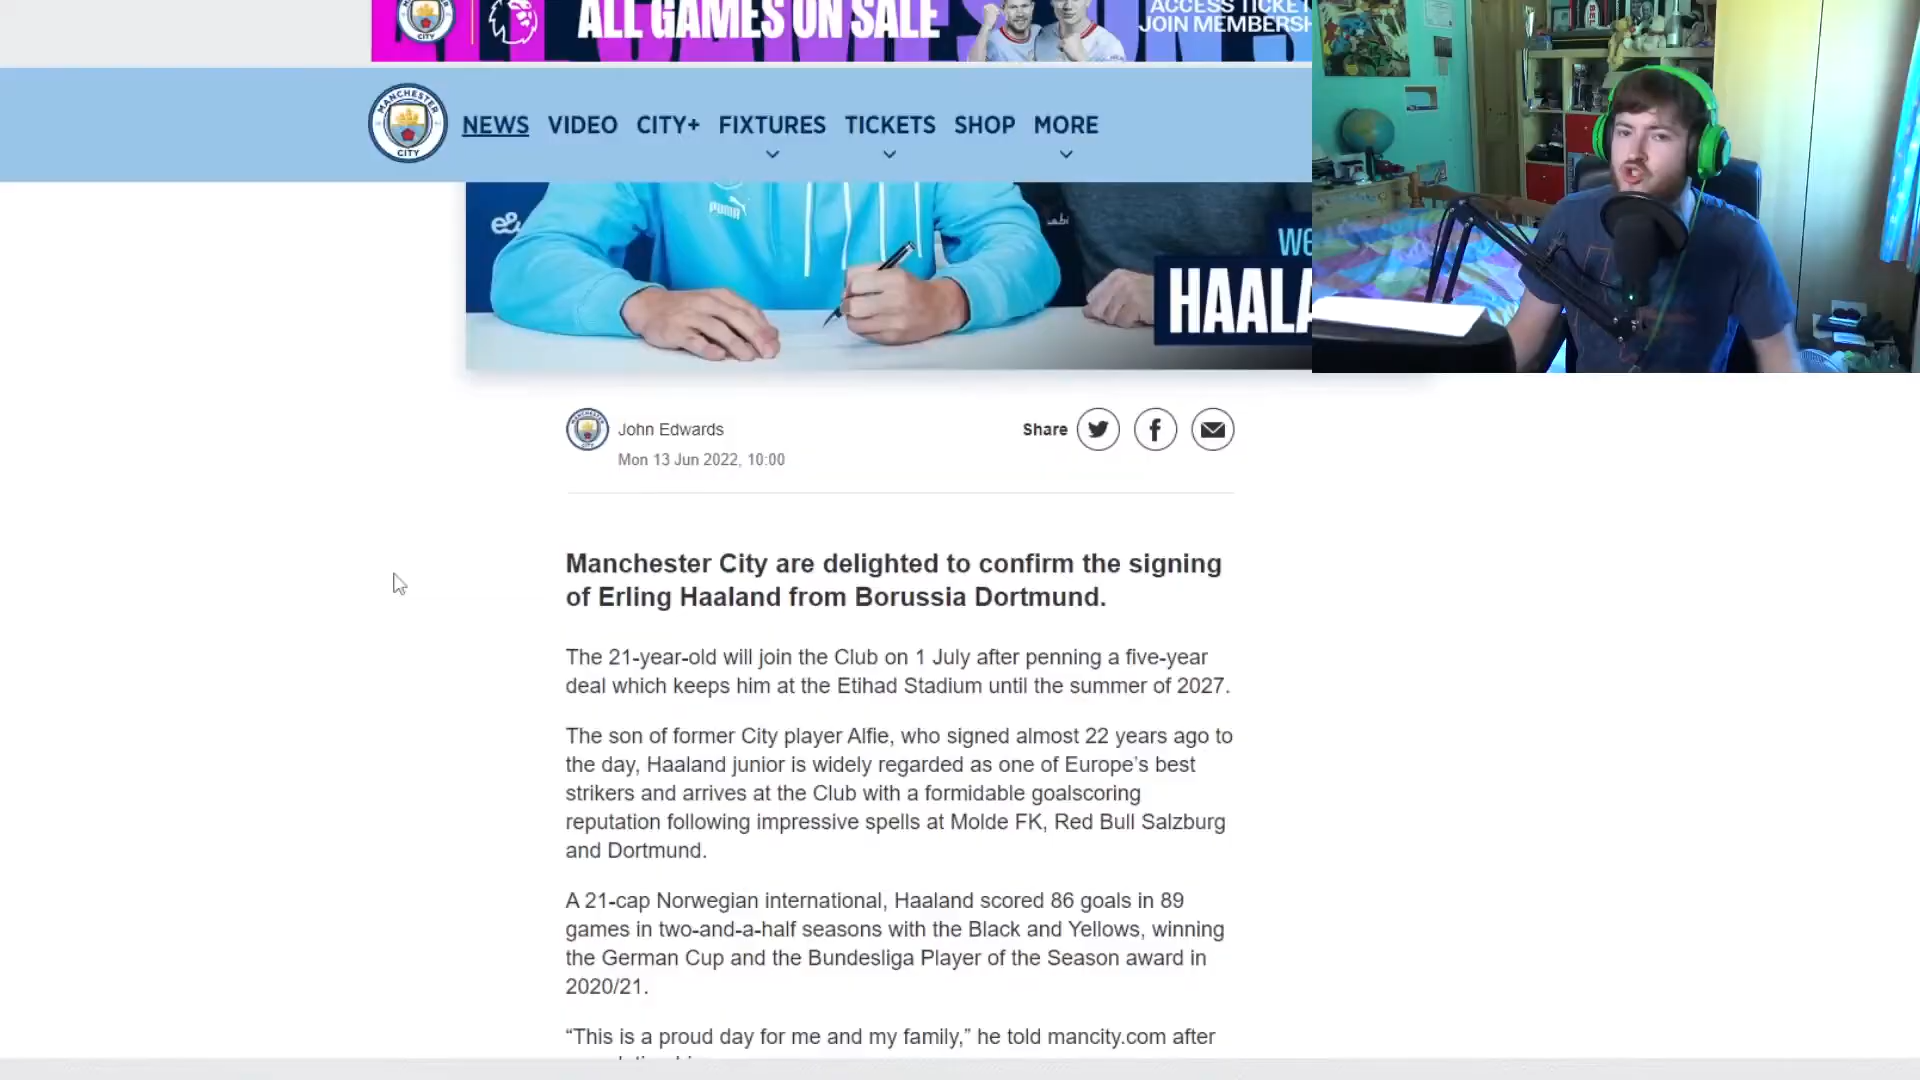 ALL GAMES ON SALE
ACCESS TICKET
JOIN MEMBERSH
MANCHESTER
CITY
NEWS VIDEO CITY+ FIXTURES TICKETS SHOP MORE
PUMA
HAALA
John Edwards
Mon 13 Jun 2022, 10:00
Share
Manchester City are delighted to confirm the signing
of Erling Haaland from Borussia Dortmund.
The 21-year-old will join the Club on 1 July after penning a five-year
deal which keeps him at the Etihad Stadium until the summer of 2027.
The son of former City player Alfie, who signed almost 22 years ago to
the day, Haaland junior is widely regarded as one of Europe’s best
strikers and arrives at the Club with a formidable goalscoring
reputation following impressive spells at Molde FK, Red Bull Salzburg
and Dortmund.
A 21-cap Norwegian international, Haaland scored 86 goals in 89
games in two-and-a-half seasons with the Black and Yellows, winning
the German Cup and the Bundesliga Player of the Season award in
2020/21.
“This is a proud day for me and my family,” he told mancity.com after